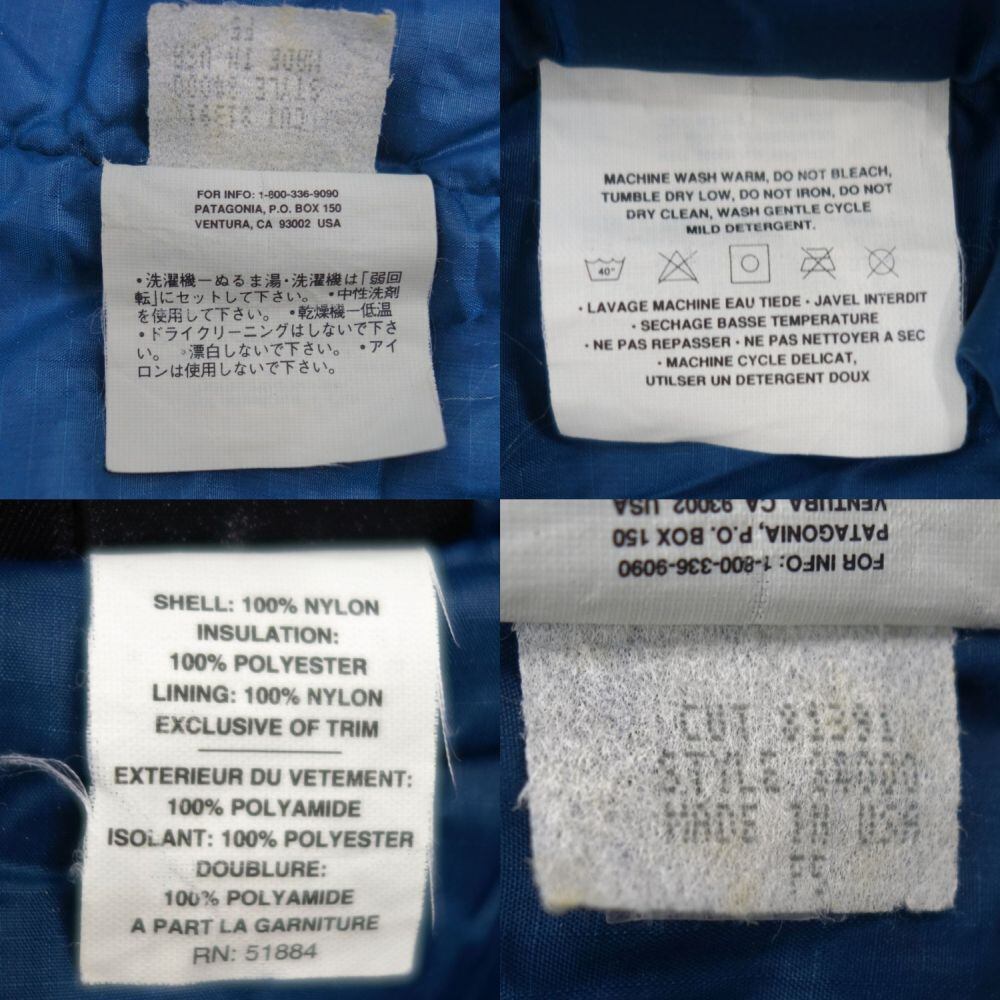 MADE IN USA
STYLE
CUT
FOR INFO: 1-800-336-9090
PATAGONIA, P.O. BOX 150
VENTURA, CA 93002 USA
•洗濯機ーぬるま湯・洗濯機は「弱回
転」にセットして下さい。 •中性洗剤
を使用して下さい。 •乾燥機ー低温
•ドライクリーニングはしないで下さ
い。 •漂白しないで下さい。 •アイ
ロンは使用しないで下さい。
MACHINE WASH WARM, DO NOT BLEACH,
TUMBLE DRY LOW, DO NOT IRON, DO NOT
DRY CLEAN, WASH GENTLE CYCLE
MILD DETERGENT.
40°
• LAVAGE MACHINE EAU TIEDE • JAVEL INTERDIT
• SECHAGE BASSE TEMPERATURE
• NE PAS REPASSER • NE PAS NETTOYER A SEC
• MACHINE CYCLE DELICAT,
UTILSER UN DETERGENT DOUX
SHELL: 100% NYLON
INSULATION:
100% POLYESTER
LINING: 100% NYLON
EXCLUSIVE OF TRIM
EXTERIEUR DU VETEMENT:
100% POLYAMIDE
ISOLANT: 100% POLYESTER
DOUBLURE:
100% POLYAMIDE
A PART LA GARNITURE
RN: 51884
FOR INFO: 1-800-336-9090
PATAGONIA, P.O. BOX 150
VENTURA CA 93002 USA
CUT 81391
STYLE
MADE IN USA